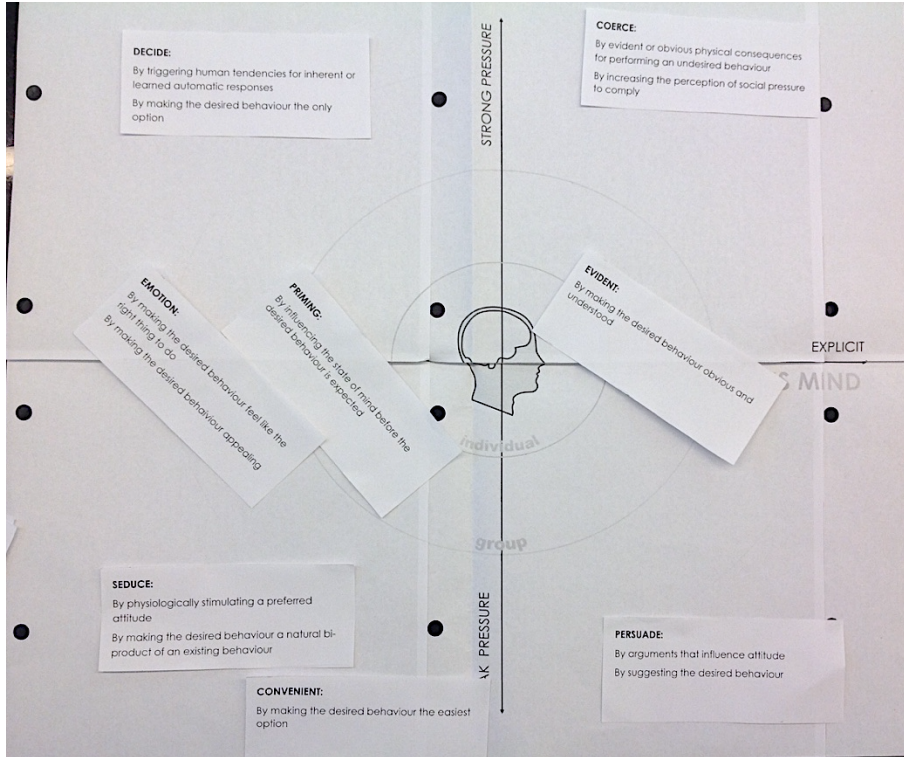 DECIDE:
By triggering human tendencies for inherent or
learned automatic responses
By making the desired behaviour the only
option
STRONG PRESSURE
COERCE:
By evident or obvious physical consequences
for performing an undesired behaviour
By increasing the perception of social pressure
to comply
EMOTION:
By making the desired behaviour feel like the
right thing to do
By making the desired behaiviour appealing
PRIMING:
By influencing the state of mind before the
desired behaviour is expected
EVIDENT:
By making the desired behaviour obvious and
understood
EXPLICIT
S MIND
individual
group
SEDUCE:
By physiologically stimulating a preferred
attitude
By making the desired behaviour a natural bi-
product of an existing behaviour
AK PRESSURE
CONVENIENT:
By making the desired behaviour the easiest
option
PERSUADE:
By arguments that influence attitude
By suggesting the desired behaviour